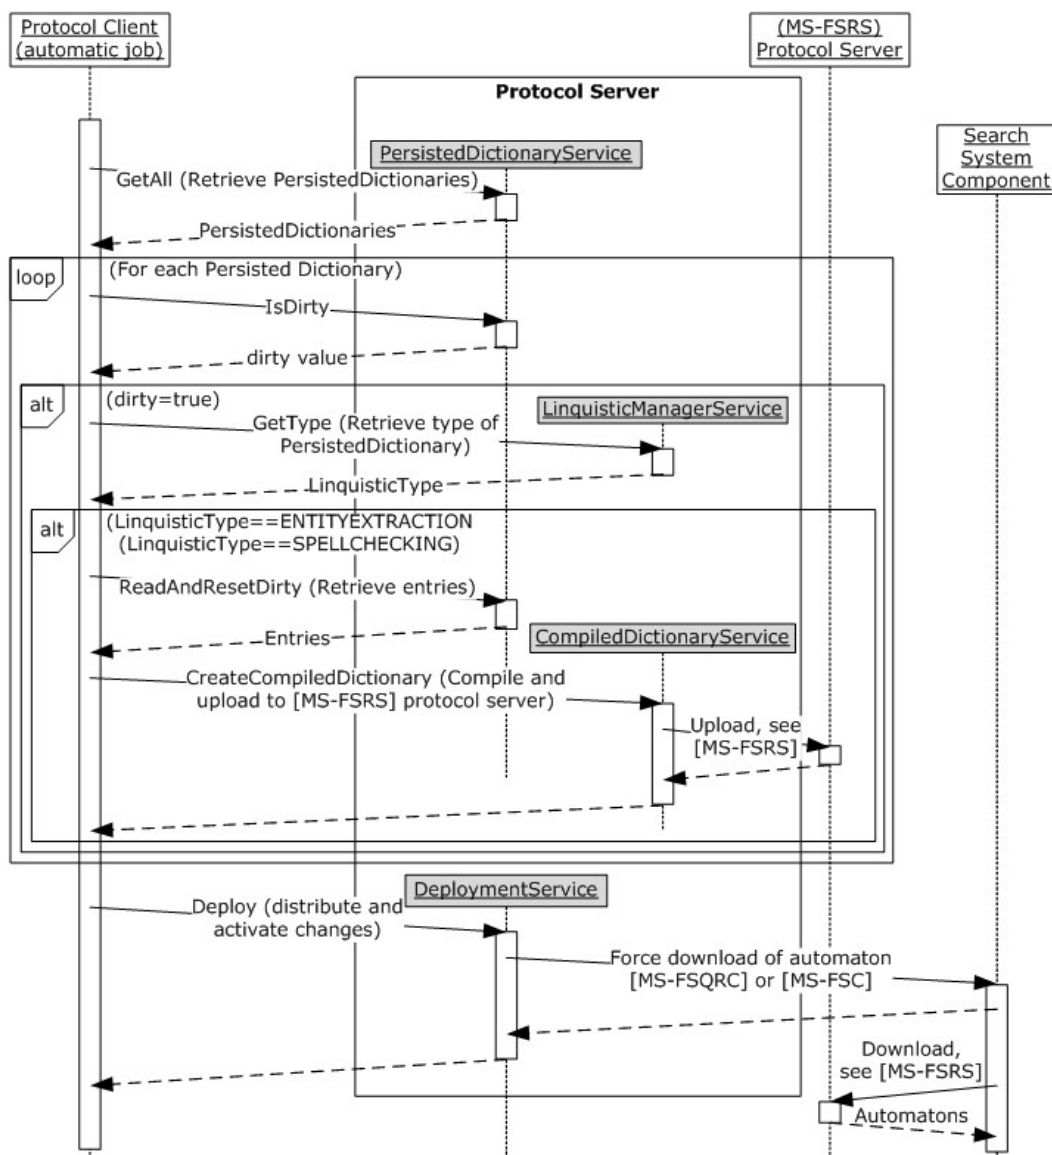 Protocol Client
(automatic job)
(MS-FSRS)
Protocol Server
Protocol Server
Search
System
Component
PersistedDictionaryService
GetAll (Retrieve PersistedDictionaries)
PersistedDictionaries
loop
(For each Persisted Dictionary)
IsDirty
dirty value
alt
(dirty=true)
LinquisticManagerService
GetType (Retrieve type of
PersistedDictionary)
LinquisticType
alt
(LinquisticType==ENTITYEXTRACTION
(LinquisticType==SPELLCHECKING)
ReadAndResetDirty (Retrieve entries)
Entries
CompiledDictionaryService
CreateCompiledDictionary (Compile and
upload to [MS-FSRS] protocol server)
Upload, see
[MS-FSRS]
DeploymentService
Deploy (distribute and
activate changes)
Force download of automaton
[MS-FSQRC] or [MS-FSC]
Download,
see [MS-FSRS]
Automatons